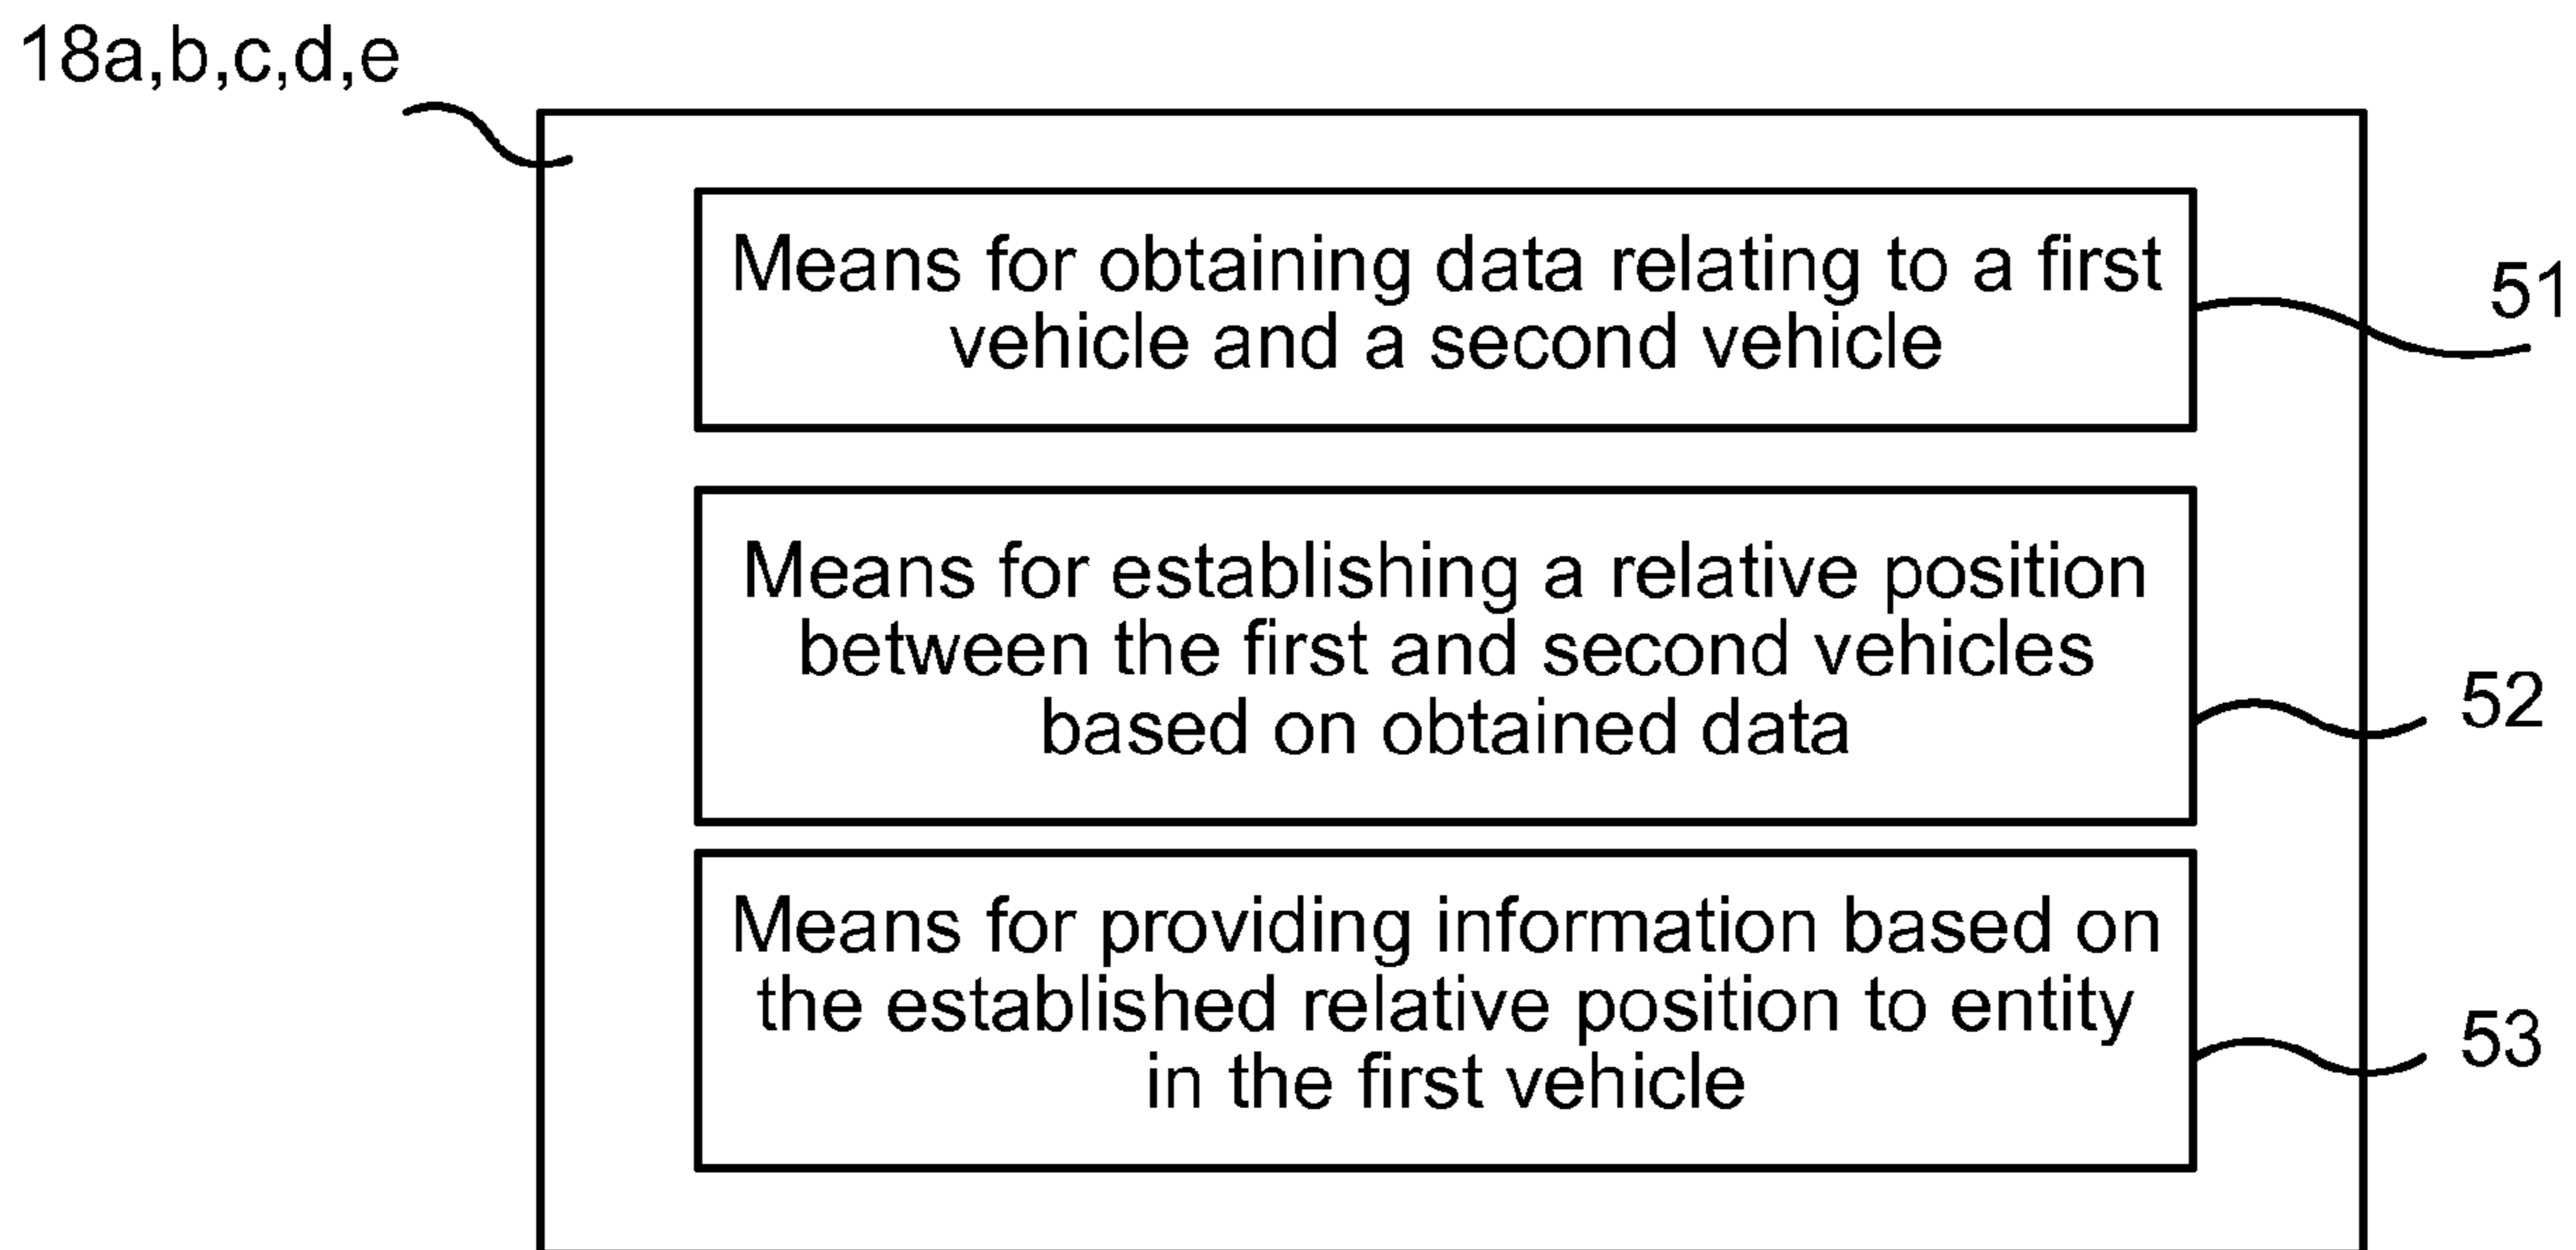 18a,b,c,d,e
Means for obtaining data relating to a first
vehicle and a second vehicle
51
Means for establishing a relative position
between the first and second vehicles
based on obtained data
52
Means for providing information based on
the established relative position to entity
in the first vehicle
53